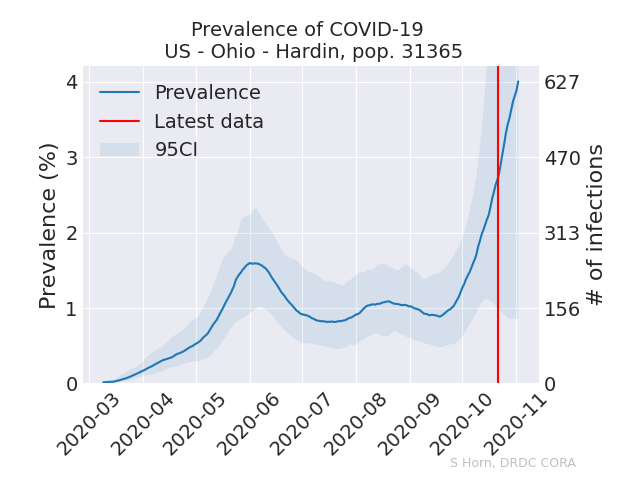 Prevalence of COVID-19
US - Ohio - Hardin, pop. 31365
Prevalence
Latest data
95CI
Prevalence (%)
4
3
2
1
0
627
470
313
156
0
# of infections
2020-03
2020-04
2020-05
2020-06
2020-07
2020-08
2020-09
2020-10
2020-11
S Horn, DRDC CORA